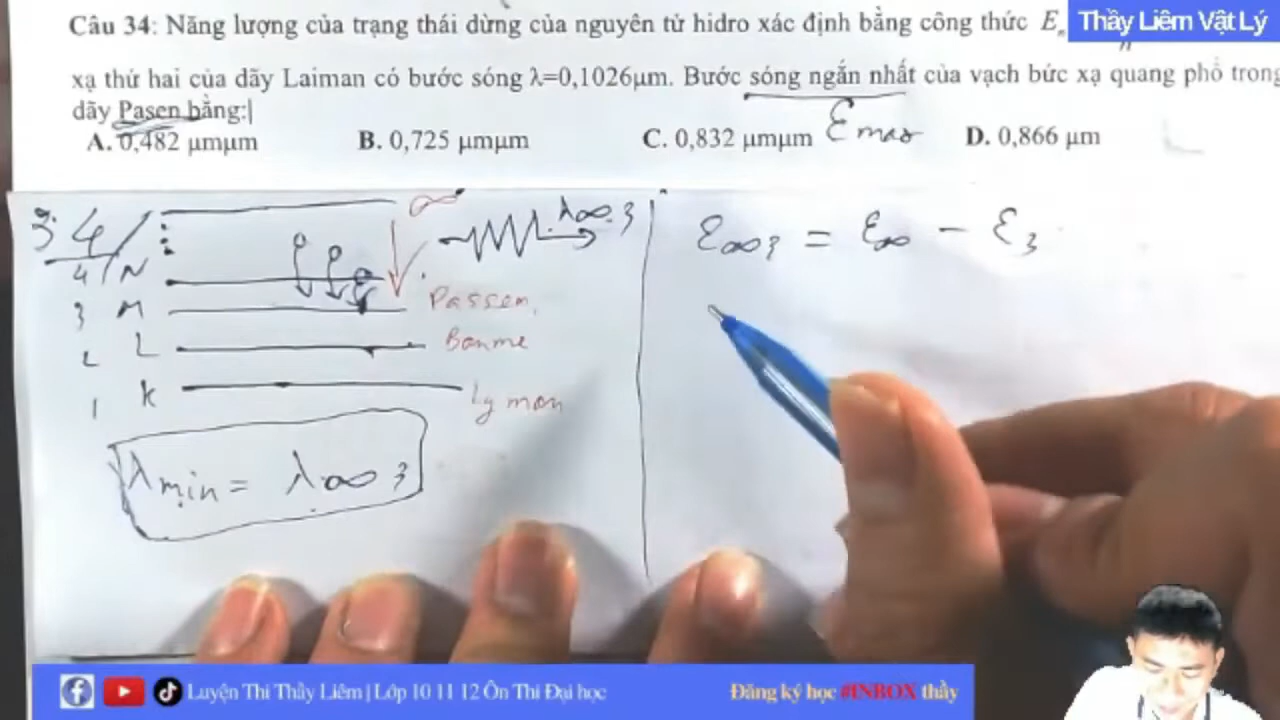 Câu 34: Năng lượng của trạng thái dừng của nguyên tử hidro xác định bằng công thức Eₙ
Thầy Liêm Vật Lý
xạ thứ hai của dãy Laiman có bước sóng λ=0,1026μm. Bước sóng ngắn nhất của vạch bức xạ quang phổ trong
dãy Pasen bằng:
A. 0,482 μmμm B. 0,725 μmμm C. 0,832 μmμm D. 0,866 μm
ε max
34
∞
λ∞3
ε∞3 = ε∞ - ε3
4 N
3 M Passen
L Banme
1 K Lyman
λmin = λ∞3
Luyện Thi Thầy Liêm | Lớp 10 11 12 Ôn Thi Đại học
Đăng ký học #INBOX thầy